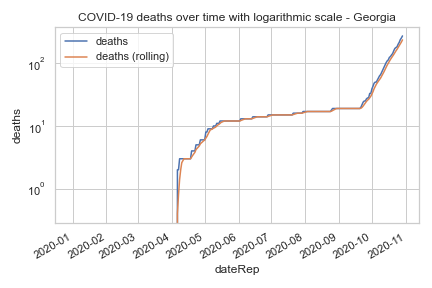 COVID-19 deaths over time with logarithmic scale - Georgia
deaths
deaths (rolling)
10²
10¹
10⁰
deaths
2020-01
2020-02
2020-03
2020-04
2020-05
2020-06
2020-07
2020-08
2020-09
2020-10
2020-11
dateRep